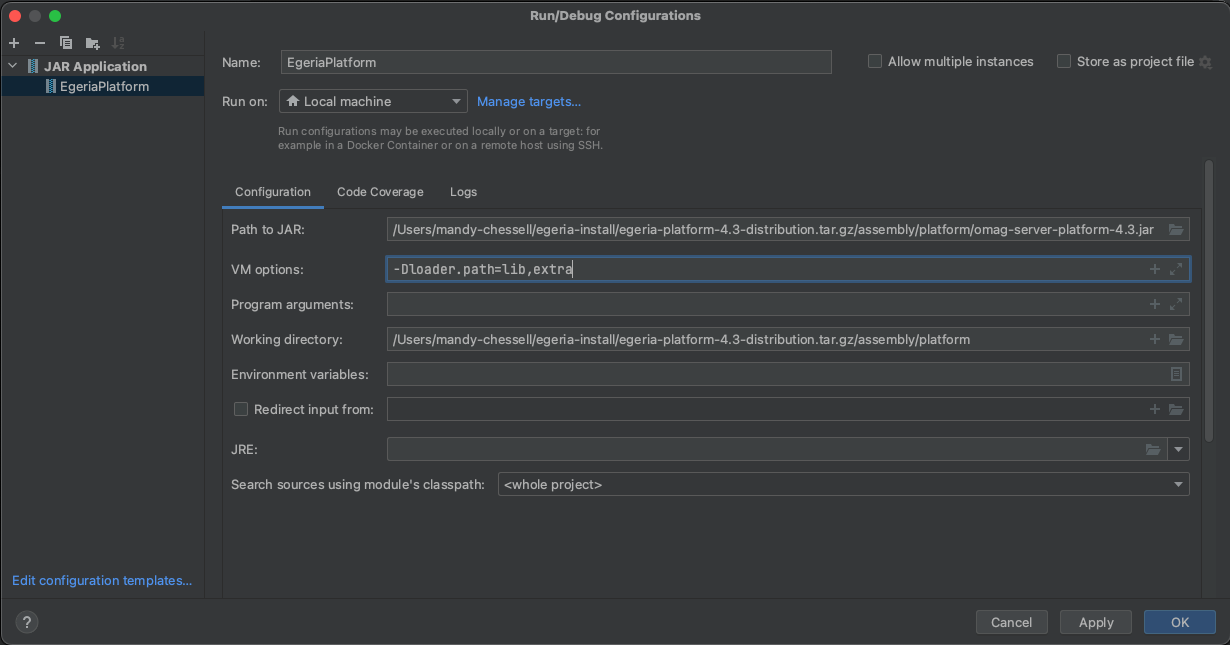 Run/Debug Configurations
JAR Application
EgeriaPlatform
Name: EgeriaPlatform
Allow multiple instances
Store as project file
Run on: Local machine Manage targets...
Run configurations may be executed locally or on a target: for
example in a Docker Container or on a remote host using SSH.
Configuration Code Coverage Logs
Path to JAR: /Users/mandy-chessell/egeria-install/egeria-platform-4.3-distribution.tar.gz/assembly/platform/omag-server-platform-4.3.jar
VM options: -Dloader.path=lib,extra
Program arguments:
Working directory: /Users/mandy-chessell/egeria-install/egeria-platform-4.3-distribution.tar.gz/assembly/platform
Environment variables:
Redirect input from:
JRE:
Search sources using module's classpath: <whole project>
Edit configuration templates...
? Cancel Apply OK